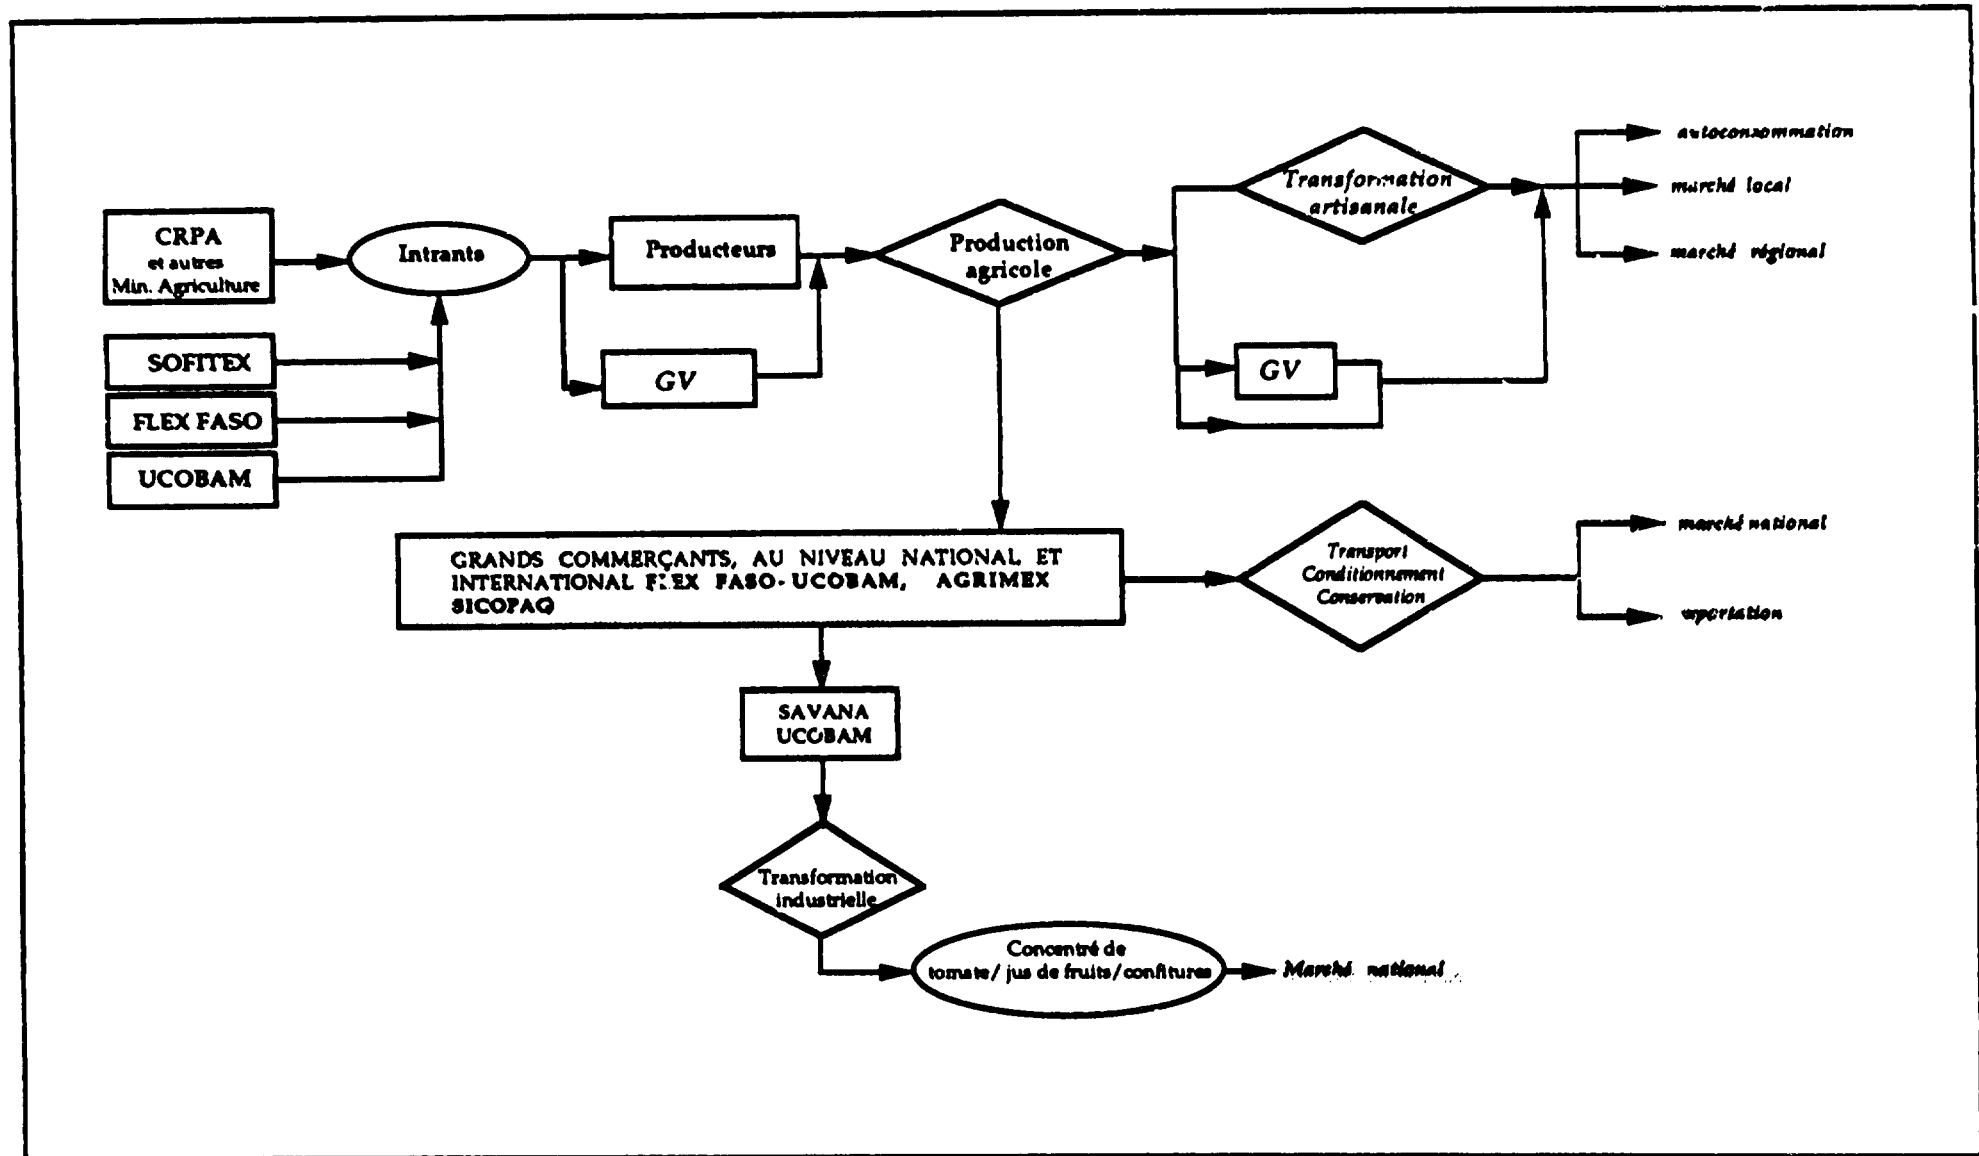 CRPA
et autres
Min. Agriculture
SOFITEX
FLEX FASO
UCOBAM
Intrants
Producteurs
GV
Production
agricole
Transformation
artisanale
GV
autoconsommation
marché local
marché régional
GRANDS COMMERÇANTS, AU NIVEAU NATIONAL ET
INTERNATIONAL FLEX FASO-UCOBAM, AGRIMEX
SICOPAQ
Transport
Conditionnement
Conservation
marché national
SAVANA
UCOBAM
Transformation
industrielle
Concentré de
tomate/ jus de fruits/confitures
Marché national